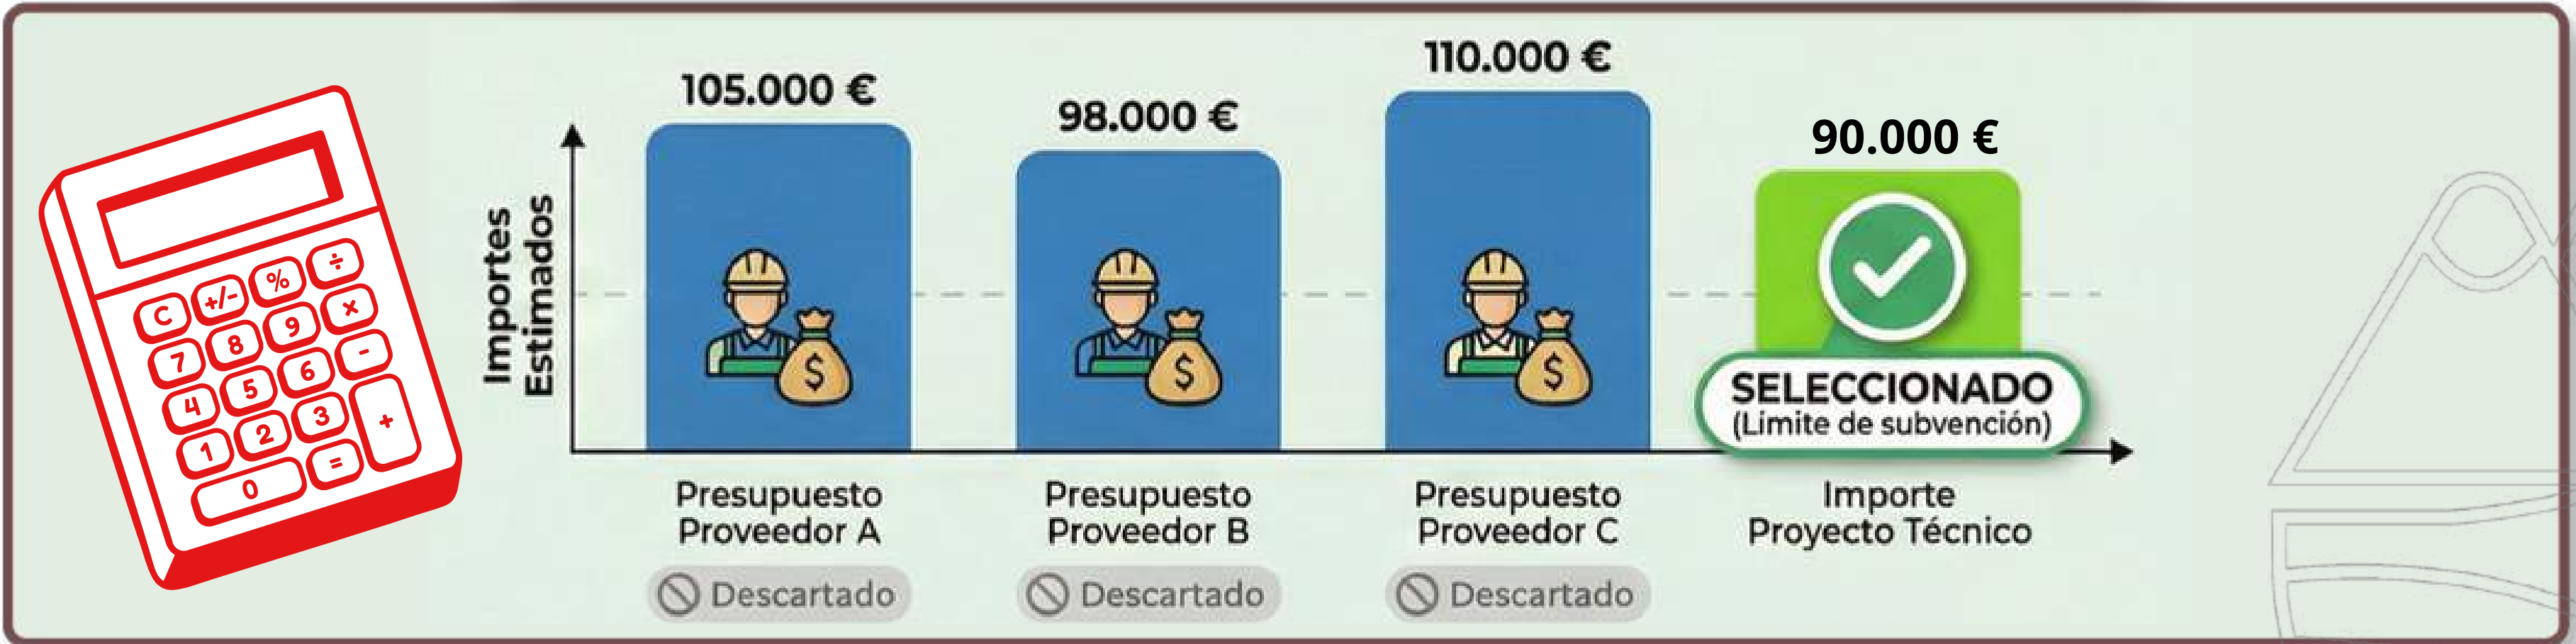 105.000 €
98.000 €
110.000 €
90.000 €
Importes
Estimados
C +/- % ÷
7 8 9 ×
4 5 6 -
1 2 3 +
0 =
$
$
$
SELECCIONADO
(Límite de subvención)
Presupuesto
Proveedor A
Presupuesto
Proveedor B
Presupuesto
Proveedor C
Importe
Proyecto Técnico
Descartado
Descartado
Descartado